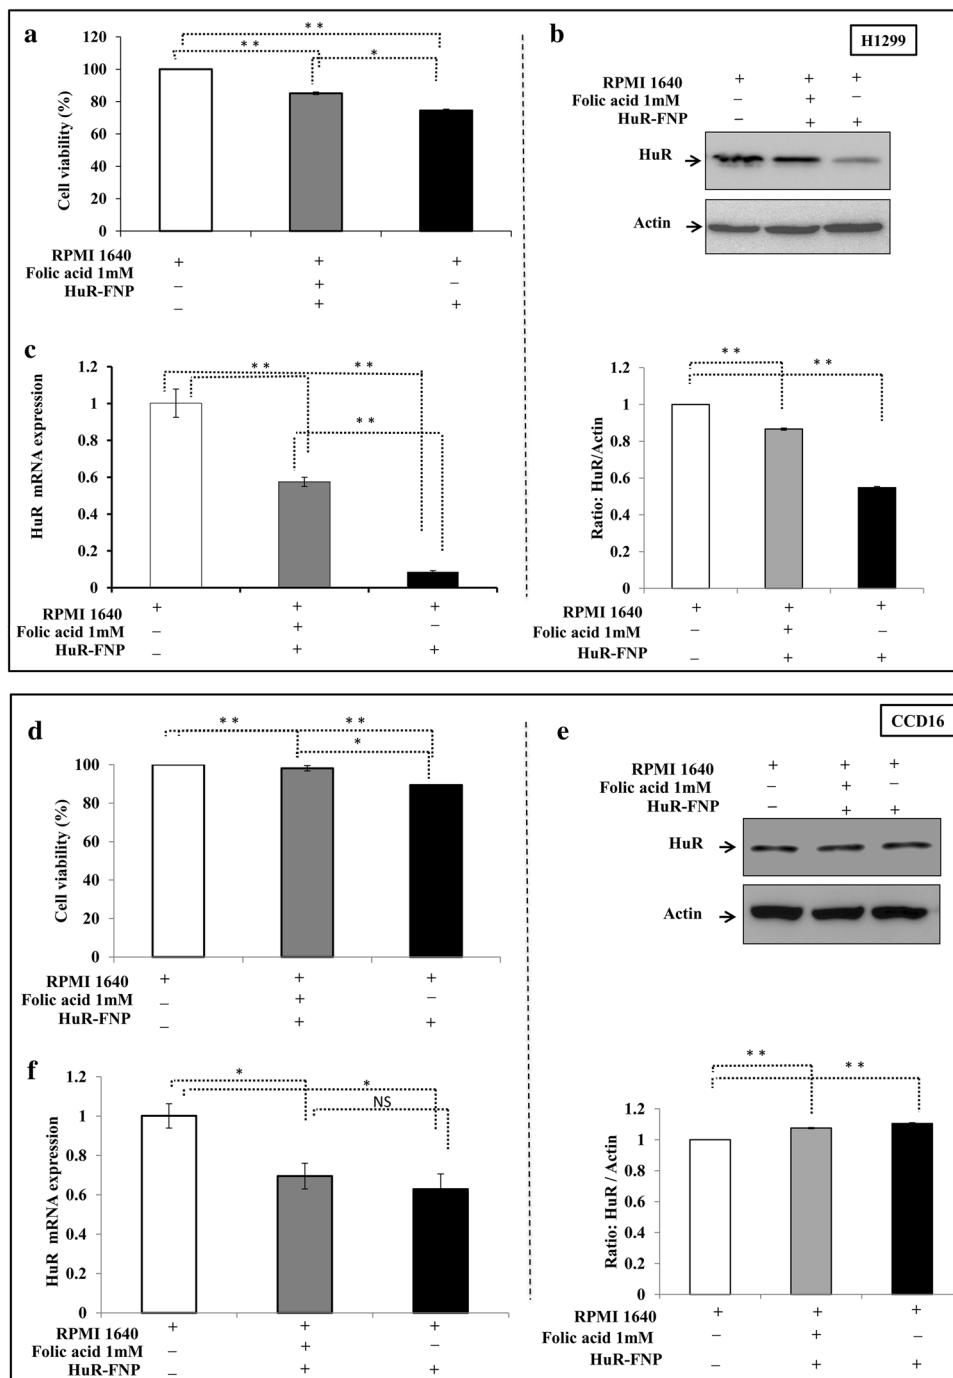 a
* *
* *
*
120
100
80
60
40
20
0
Cell viability (%)
RPMI 1640 + + +
Folic acid 1mM – + –
HuR-FNP – + +
b
H1299
RPMI 1640 + + +
Folic acid 1mM – + –
HuR-FNP – + +
HuR
Actin
c
* *
* *
* *
1.2
1
0.8
0.6
0.4
0.2
0
HuR mRNA expression
RPMI 1640 + + +
Folic acid 1mM – + –
HuR-FNP – + +
* *
* *
1.2
1
0.8
0.6
0.4
0.2
0
Ratio: HuR/Actin
RPMI 1640 + + +
Folic acid 1mM – + –
HuR-FNP – + +
d
* *
* *
*
100
80
60
40
20
0
Cell viability (%)
RPMI 1640 + + +
Folic acid 1mM – + –
HuR-FNP – + +
e
CCD16
RPMI 1640 + + +
Folic acid 1mM – + –
HuR-FNP – + +
HuR
Actin
f
*
*
NS
1.2
1
0.8
0.6
0.4
0.2
0
HuR mRNA expression
RPMI 1640 + + +
Folic acid 1mM – + –
HuR-FNP – + +
* *
* *
1.2
1
0.8
0.6
0.4
0.2
0
Ratio: HuR / Actin
RPMI 1640 + + +
Folic acid 1mM – + –
HuR-FNP – + +